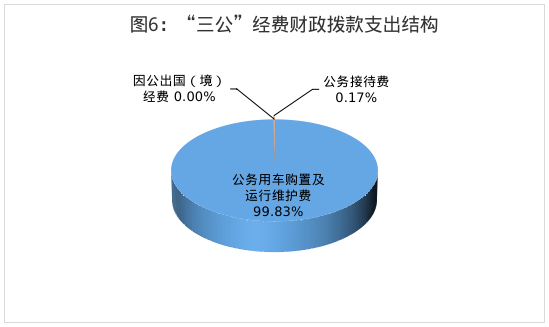 图6：“三公”经费财政拨款支出结构
因公出国（境）
经费 0.00%
公务接待费
0.17%
公务用车购置及
运行维护费
99.83%